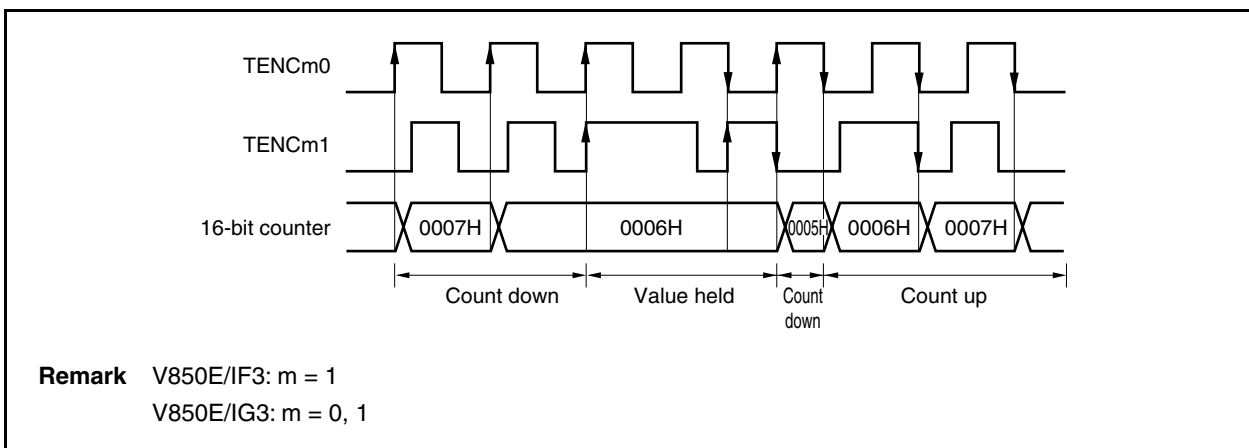 TENCm0
TENCm1
16-bit counter
0007H
0006H
0005H
0006H
0007H
Count down
Value held
Count
down
Count up
Remark V850E/IF3: m = 1
V850E/IG3: m = 0, 1